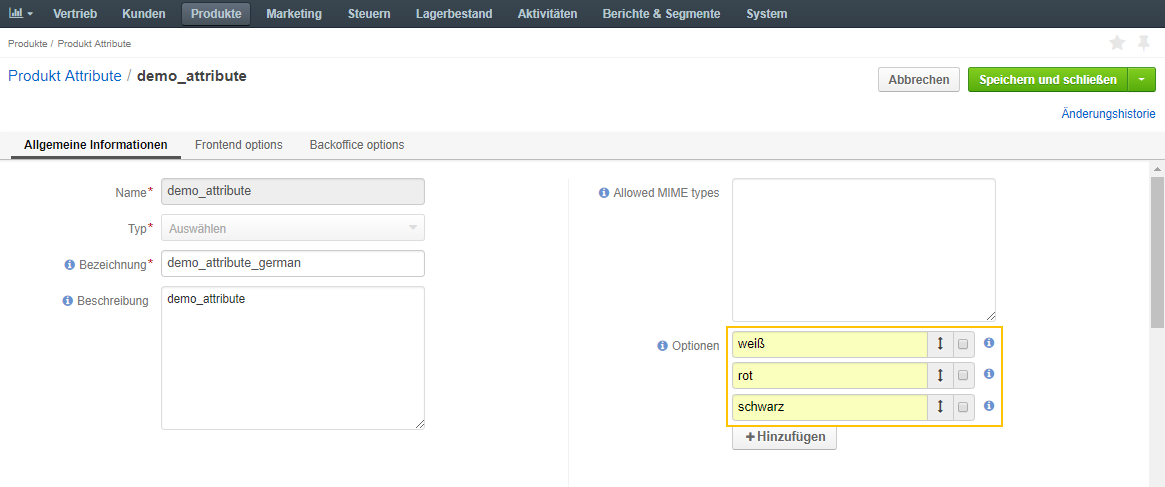 Vertrieb Kunden Produkte Marketing Steuern Lagerbestand Aktivitäten Berichte & Segmente System
Produkte / Produkt Attribute
Produkt Attribute / demo_attribute
Abbrechen Speichern und schließen
Änderungshistorie
Allgemeine Informationen Frontend options Backoffice options
Name* demo_attribute
Typ* Auswählen
Bezeichnung* demo_attribute_german
Beschreibung demo_attribute
Allowed MIME types
Optionen weiß
rot
schwarz
+Hinzufügen